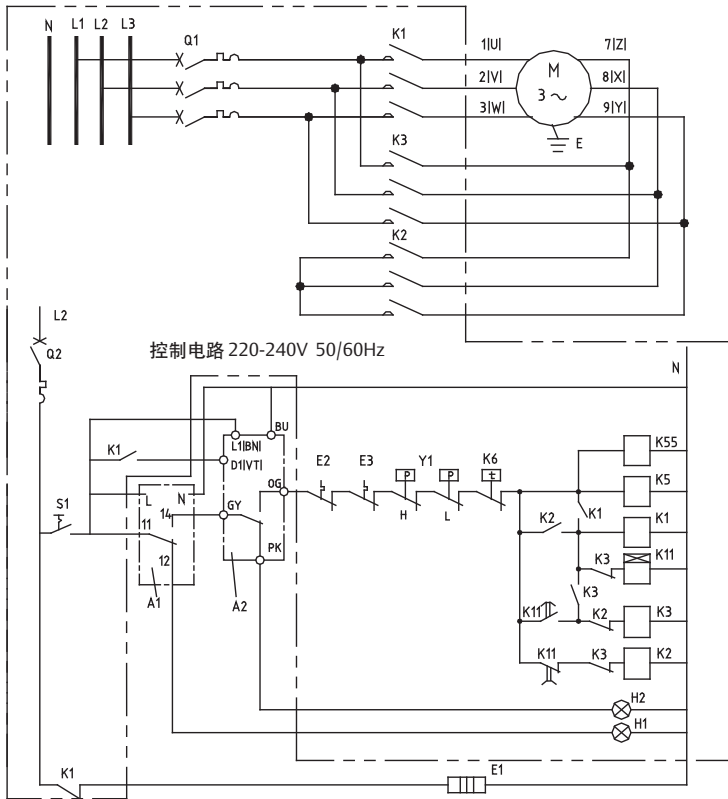 N L1 L2 L3
Q1
K1
1|U|
7|Z|
M
3 ~
2|V|
8|X|
3|W|
9|Y|
E
K3
K2
L2
Q2
控制电路 220-240V 50/60Hz
N
BU
L1|BN|
K1
D1|VT|
OG
E2
E3
Y1
K6
P
P
t
H
L
K55
K5
K1
S1
L
N
14
GY
11
12
PK
A1
A2
K2
K1
K3
K11
K3
K11
K2
K3
K11
K3
K2
H2
H1
K1
E1